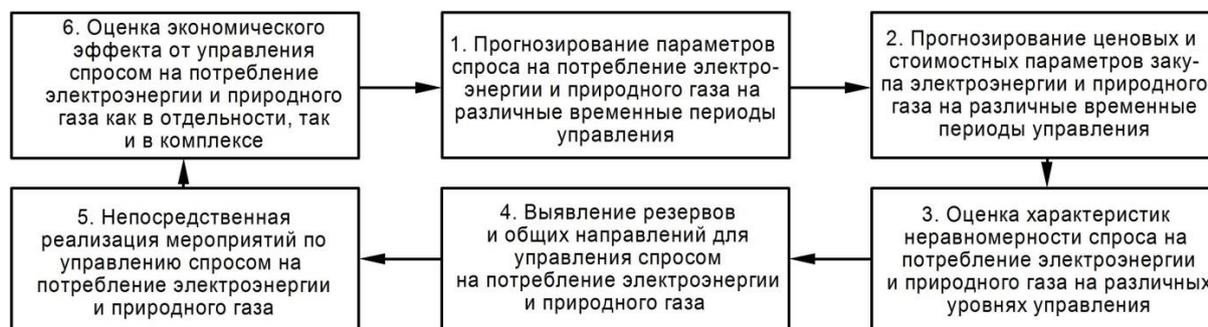 6. Оценка экономического
эффекта от управления
спросом на потребление
электроэнергии и природного
газа как в отдельности, так
и в комплексе
1. Прогнозирование параметров
спроса на потребление электро-
энергии и природного газа на
различные временные периоды
управления
2. Прогнозирование ценовых и
стоимостных параметров заку-
па электроэнергии и природного
газа на различные временные
периоды управления
5. Непосредственная
реализация мероприятий по
управлению спросом на
потребление электроэнергии
и природного газа
4. Выявление резервов
и общих направлений для
управления спросом
на потребление электроэнергии
и природного газа
3. Оценка характеристик
неравномерности спроса на
потребление электроэнергии
и природного газа на различных
уровнях управления